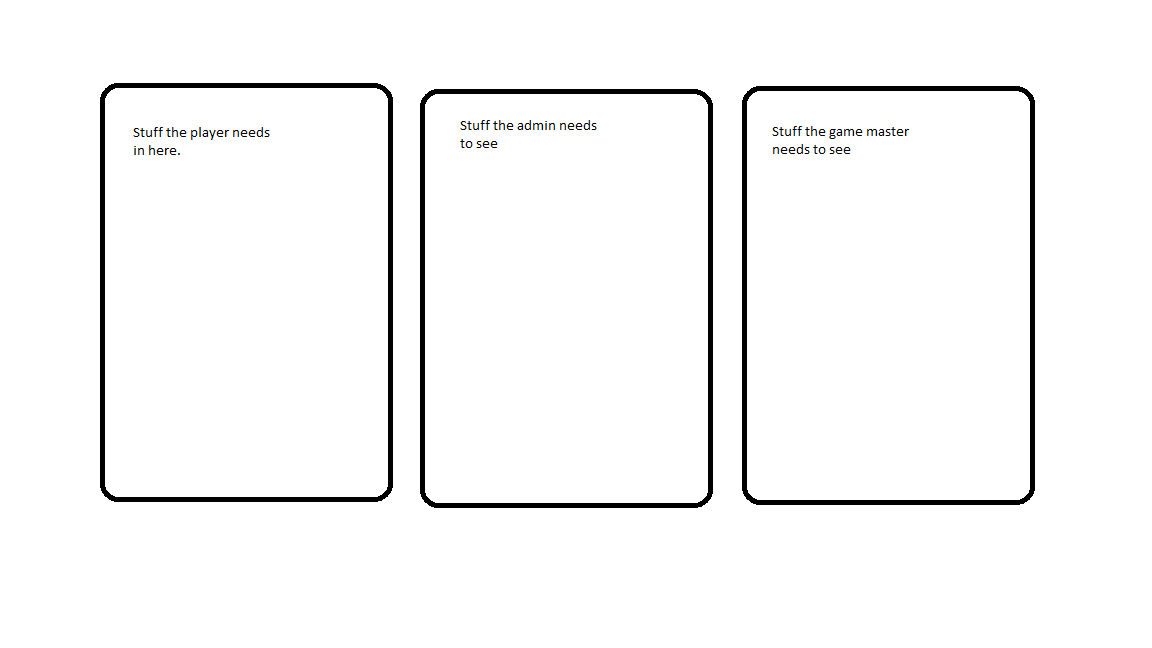 Stuff the player needs
in here.
Stuff the admin needs
to see
Stuff the game master
needs to see